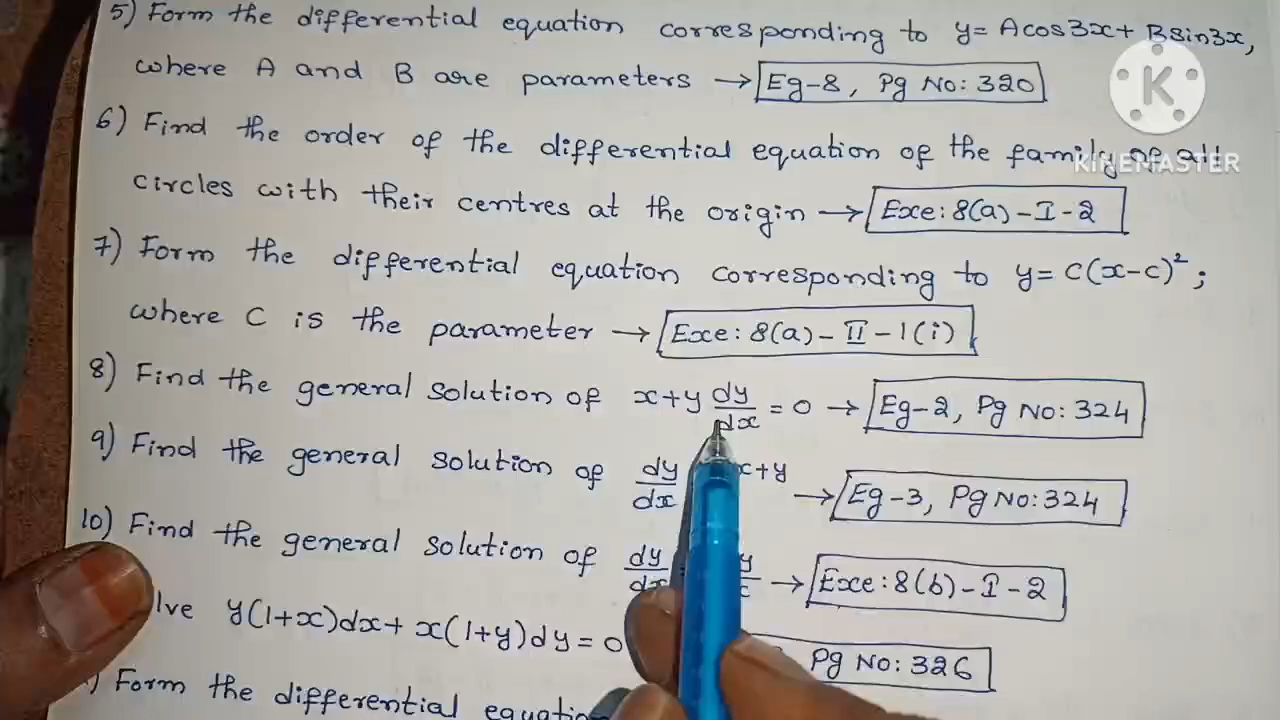 5) Form the differential equation corresponding to y= Acos3x+ Bsin3x,
where A and B are parameters → Eg-8, Pg No: 320
K
KINEMASTER
6) Find the order of the differential equation of the family of all
circles with their centres at the origin → Exe: 8(a)-I-2
7) Form the differential equation corresponding to y= c(x-c)²;
where C is the parameter → Exe: 8(a)-II-1(i)
8) Find the general solution of x+y dy/dx = 0 → Eg-2, Pg No: 324
9) Find the general solution of dy/dx x+y → Eg-3, Pg No: 324
10) Find the general solution of dy/dx y → Exe: 8(b)-I-2
lve y(1+x)dx+ x(1+y)dy=0 Pg No: 326
) Form the differential equation